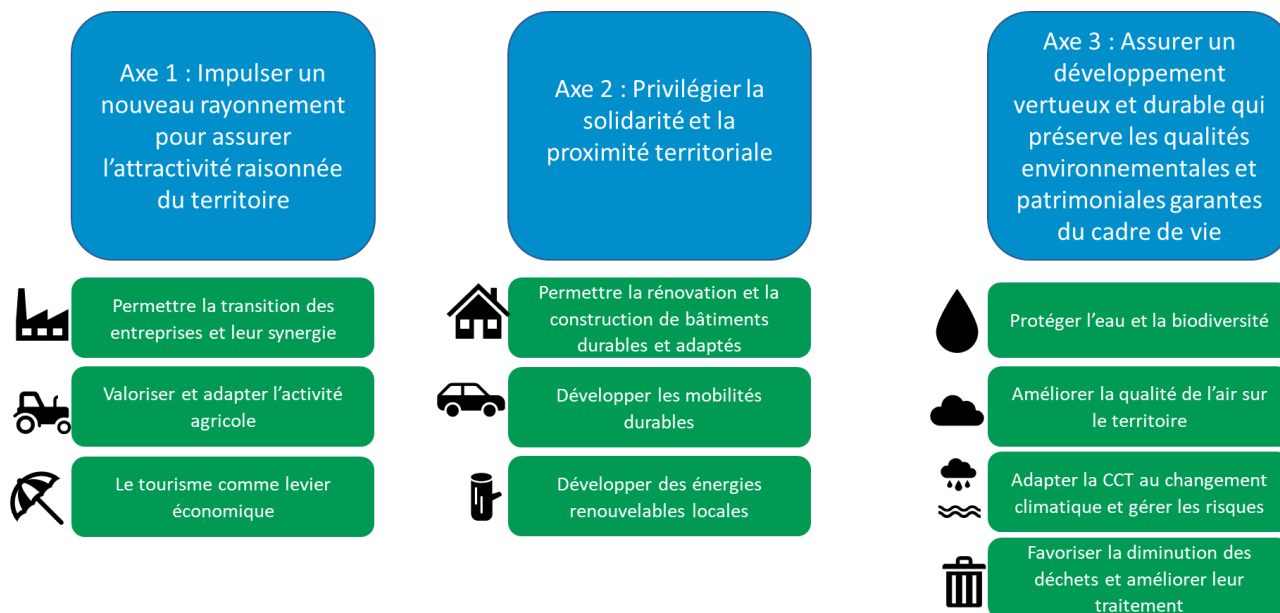 Axe 1 : Impulser un
nouveau rayonnement
pour assurer
l’attractivité raisonnée
du territoire
Permettre la transition des
entreprises et leur synergie
Valoriser et adapter l’activité
agricole
Le tourisme comme levier
économique
Axe 2 : Privilégier la
solidarité et la
proximité territoriale
Permettre la rénovation et la
construction de bâtiments
durables et adaptés
Développer les mobilités
durables
Développer des énergies
renouvelables locales
Axe 3 : Assurer un
développement
vertueux et durable qui
préserve les qualités
environnementales et
patrimoniales garantes
du cadre de vie
Protéger l’eau et la biodiversité
Améliorer la qualité de l’air sur
le territoire
Adapter la CCT au changement
climatique et gérer les risques
Favoriser la diminution des
déchets et améliorer leur
traitement